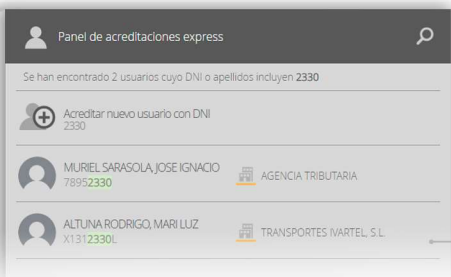 Panel de acreditaciones express
Se han encontrado 2 usuarios cuyo DNI o apellidos incluyen 2330
Acreditar nuevo usuario con DNI
2330
MURIEL SARASOLA, JOSE IGNACIO
78952330
AGENCIA TRIBUTARIA
ALTUNA RODRIGO, MARI LUZ
X1312330L
TRANSPORTES IVARTEL, S.L.